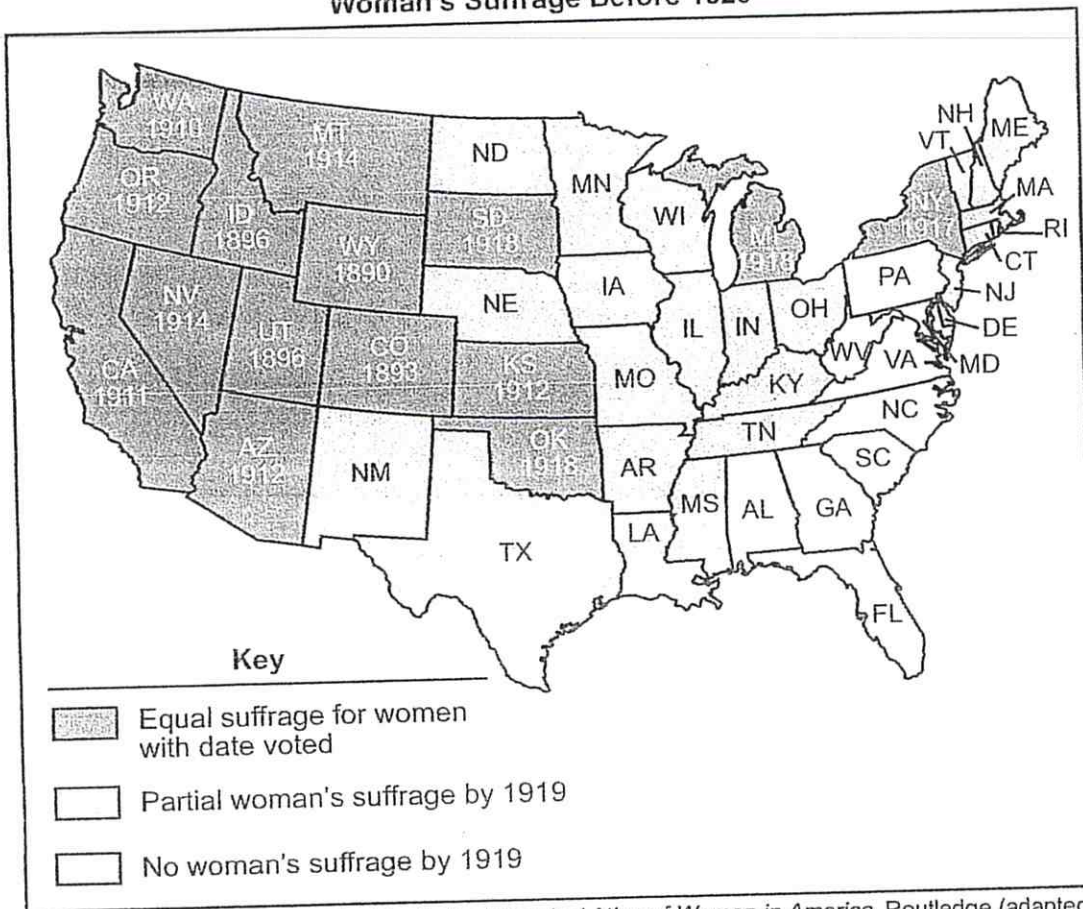 Woman's Suffrage Before 1920
WA
1910
MT
1914
ND
MN
VT
NH
ME
OR
1912
ID
1896
WY
1890
SD
1918
WI
MI
1918
NY
1917
MA
RI
CT
NV
1914
UT
1896
CO
1893
NE
IA
IL
IN
OH
PA
NJ
DE
MD
CA
1911
KS
1912
MO
KY
WV
VA
AZ
1912
NM
OK
1918
AR
TN
NC
SC
TX
LA
MS
AL
GA
FL
Key
Equal suffrage for women
with date voted
Partial woman's suffrage by 1919
No woman's suffrage by 1919
of Women in America, Routledge (adapted